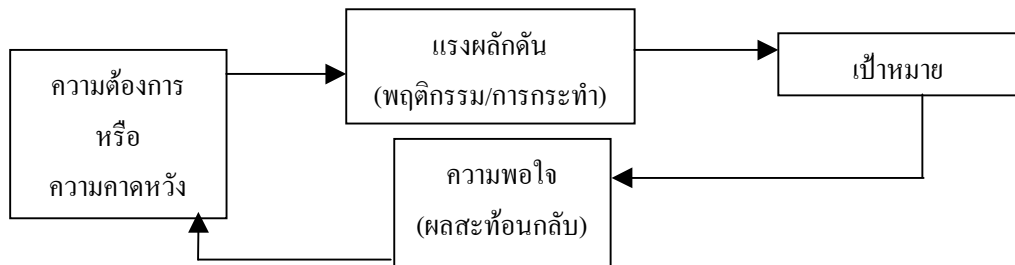 ความต้องการ
หรือ
ความคาดหวัง
แรงผลักดัน
(พฤติกรรม/การกระทำ)
เป้าหมาย
ความพอใจ
(ผลสะท้อนกลับ)